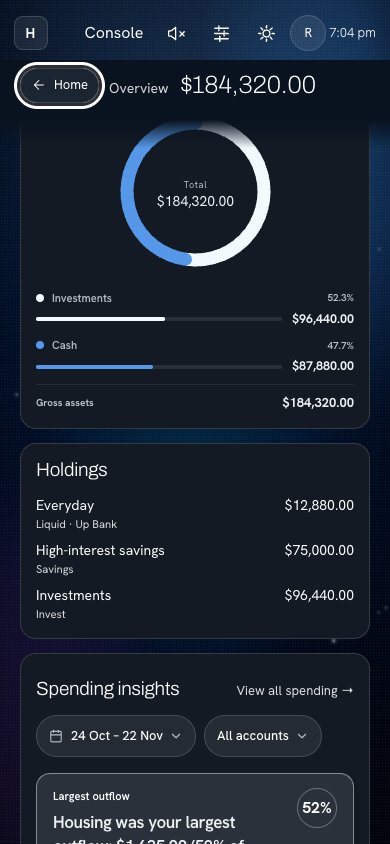 H Console R 7:04 pm
← Home Overview $184,320.00
Total
$184,320.00
Investments 52.3%
$96,440.00
Cash 47.7%
$87,880.00
Gross assets $184,320.00
Holdings
Everyday $12,880.00
Liquid · Up Bank
High-interest savings $75,000.00
Savings
Investments $96,440.00
Invest
Spending insights View all spending →
24 Oct – 22 Nov All accounts
Largest outflow 52%
Housing was your largest